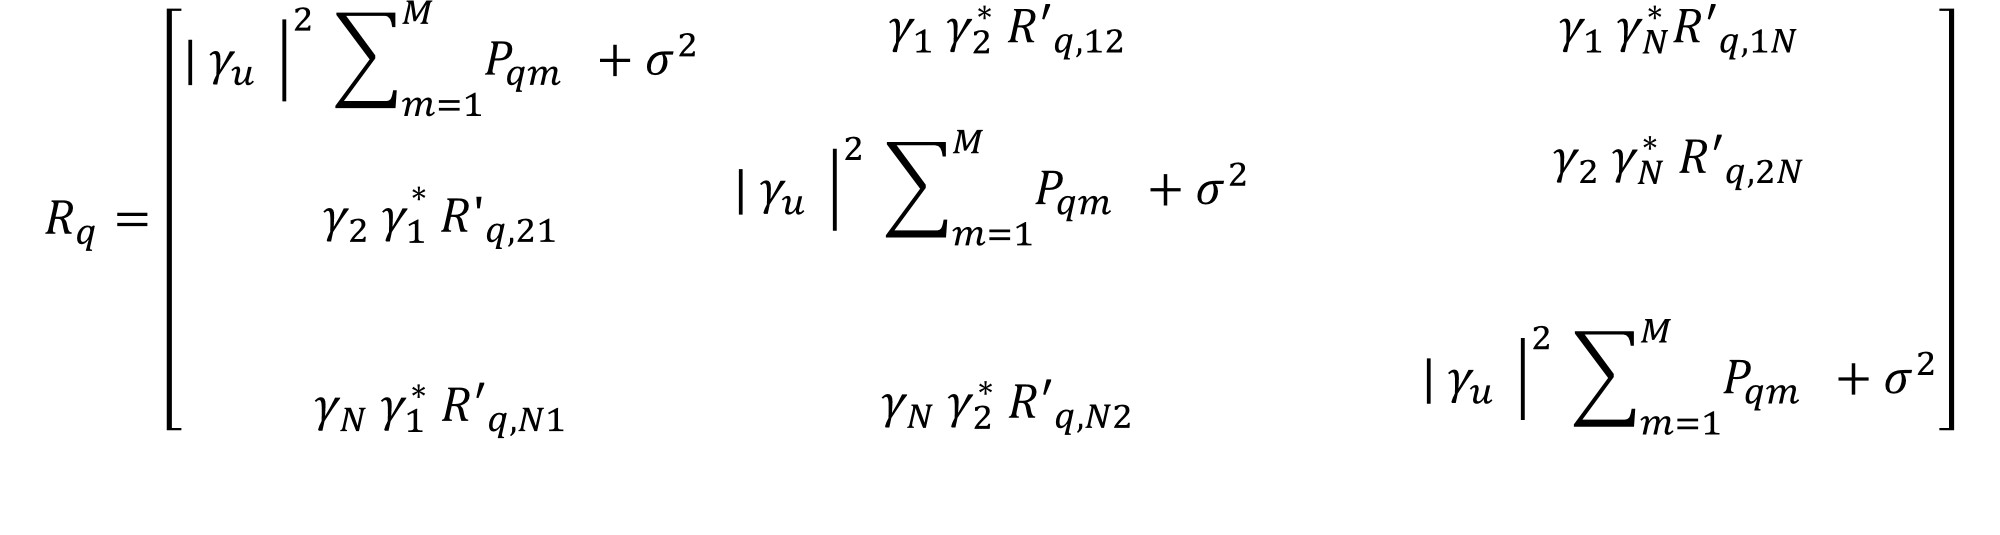 R_q = [ |γ_u|^2 ∑_{m=1}^{M} P_{qm} + σ^2   γ_1 γ_2^* R′_{q,12}   γ_1 γ_N^* R′_{q,1N}
γ_2 γ_1^* R'_{q,21}   |γ_u|^2 ∑_{m=1}^{M} P_{qm} + σ^2   γ_2 γ_N^* R′_{q,2N}
γ_N γ_1^* R′_{q,N1}   γ_N γ_2^* R′_{q,N2}   |γ_u|^2 ∑_{m=1}^{M} P_{qm} + σ^2 ]